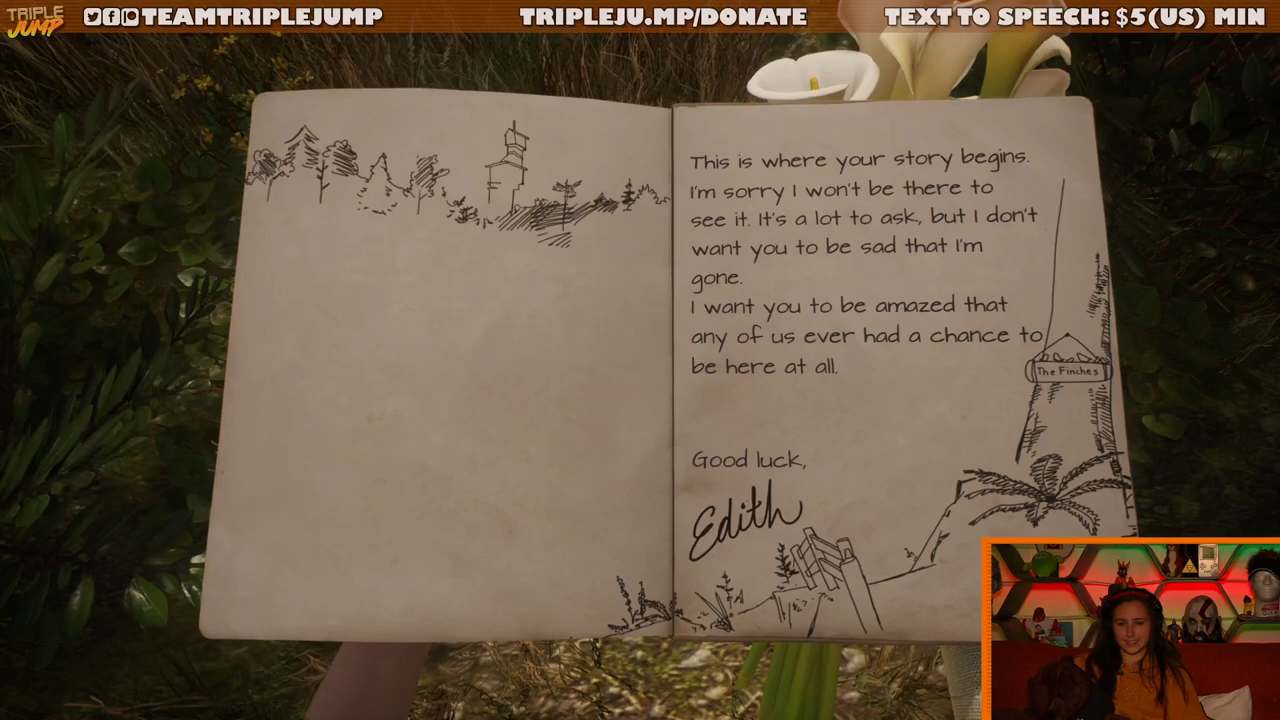 TRIPLE
JUMP
TEAMTRIPLEJUMP
TRIPLEJU.MP/DONATE
TEXT TO SPEECH: $5(US) MIN
This is where your story begins.
I'm sorry I won't be there to
see it. It's a lot to ask, but I don't
want you to be sad that I'm
gone.
I want you to be amazed that
any of us ever had a chance to
be here at all.
The Finches
Good luck,
Edith